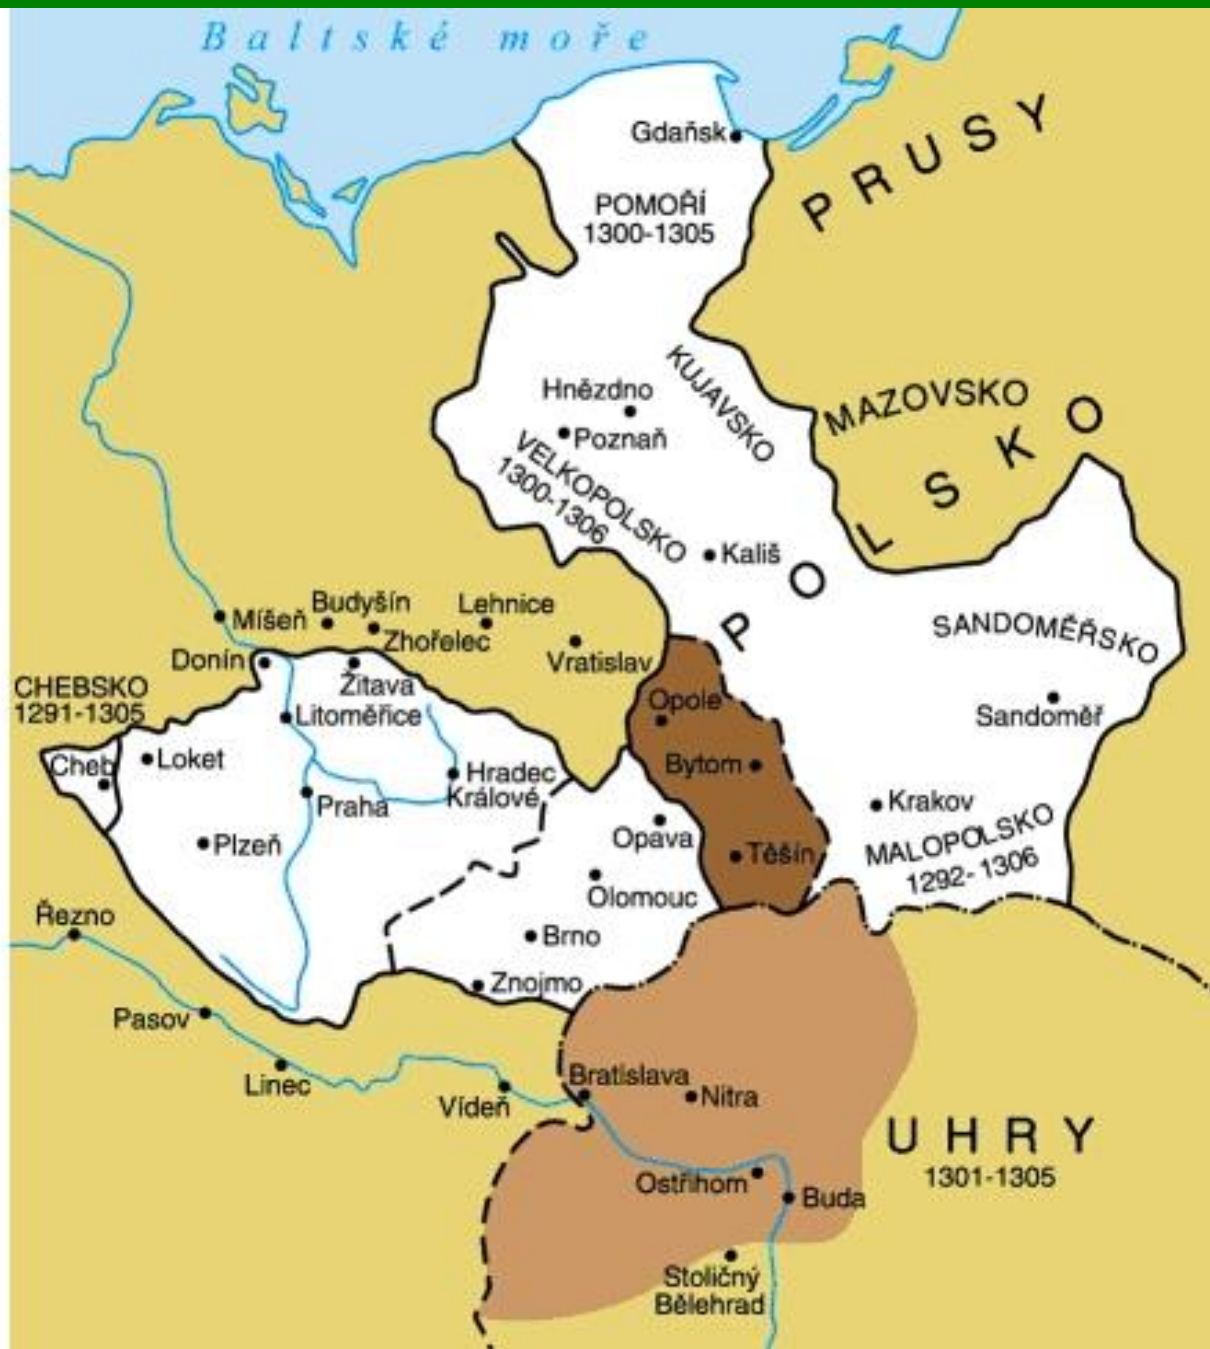 Baltské moře
Gdaňsk
PRUSY
POMOŘÍ
1300-1305
KUJAVSKO
Hnězdno
MAZOVSKO
Poznaň
VELKOPOLSKO
1300-1306
POLSKO
Kališ
Míšeň
Budyšín
Zhořelec
Lehnice
Vratislav
SANDOMĚŘSKO
Donín
Žitava
CHEBSKO
1291-1305
Litoměřice
Opole
Sandoměř
Cheb
Loket
Hradec
Králové
Bytom
Praha
Krakov
Plzeň
Opava
Těšín
MALOPOLSKO
1292-1306
Olomouc
Řezno
Brno
Znojmo
Pasov
Linec
Vídeň
Bratislava
Nitra
UHRY
1301-1305
Ostřihom
Buda
Stoličný
Bělehrad